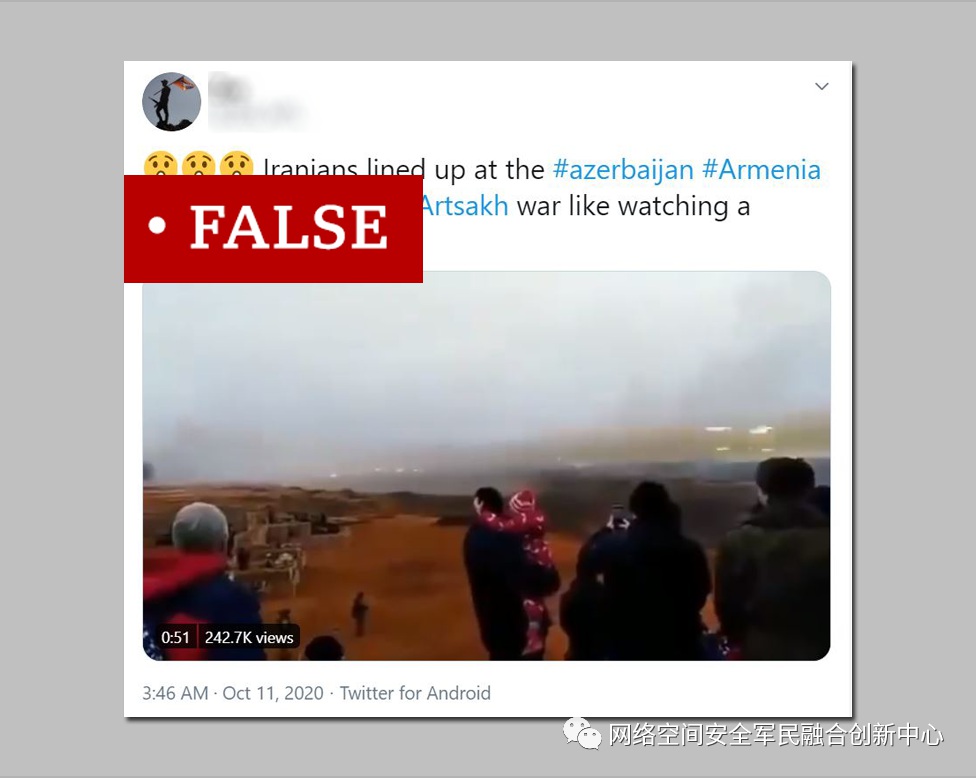 😲😲😲 Iranians lined up at the #azerbaijan #Armenia
• FALSE
Artsakh war like watching a
0:51 242.7K views
3:46 AM · Oct 11, 2020 · Twitter for Android
网络空间安全军民融合创新中心